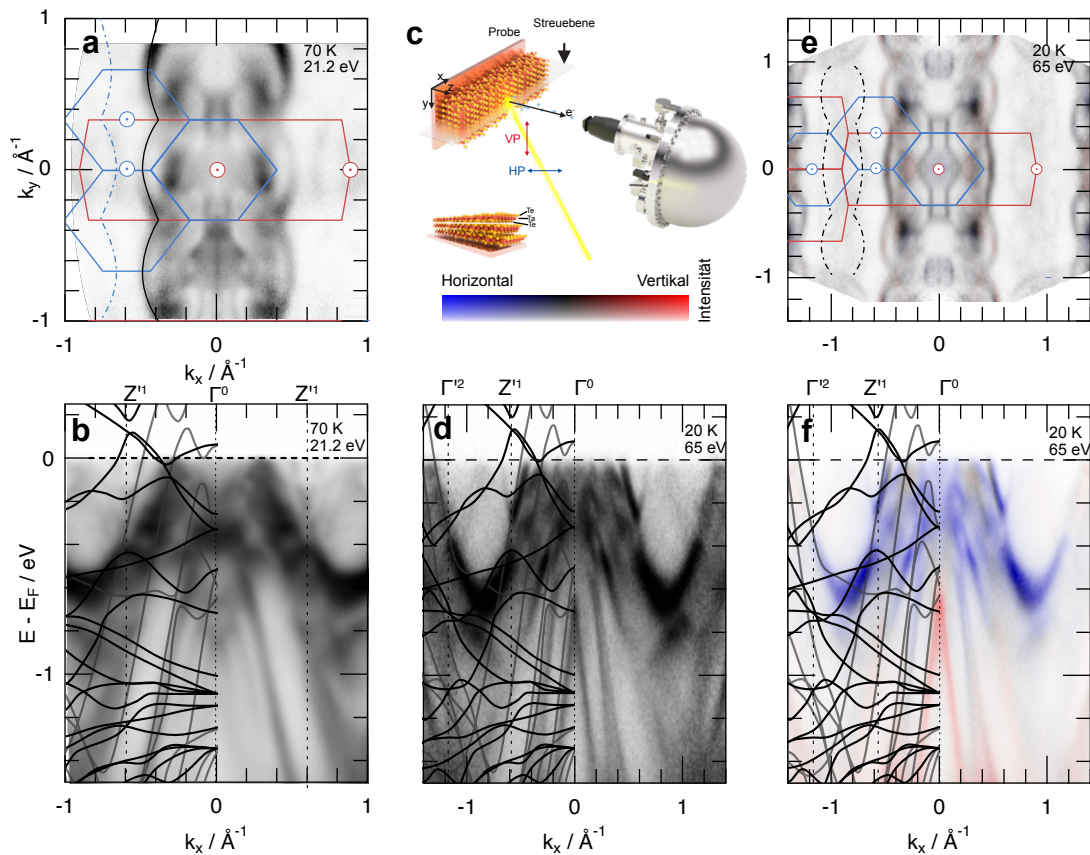 a
70 K
21.2 eV
1
0
-1
-1
0
1
k_y / Å⁻¹
k_x / Å⁻¹
c
Probe
Streuebene
x
z
y
e⁻
VP
HP
Te
Ta
Te
Horizontal
Vertikal
Intensität
e
20 K
65 eV
1
0
-1
-1
0
1
k_x / Å⁻¹
Z'¹
Γ⁰
Z'¹
b
70 K
21.2 eV
0
-1
E - E_F / eV
-1
0
1
k_x / Å⁻¹
Γ'²
Z'¹
Γ⁰
d
20 K
65 eV
-1
0
1
k_x / Å⁻¹
Γ'²
Z'¹
Γ⁰
f
20 K
65 eV
-1
0
1
k_x / Å⁻¹